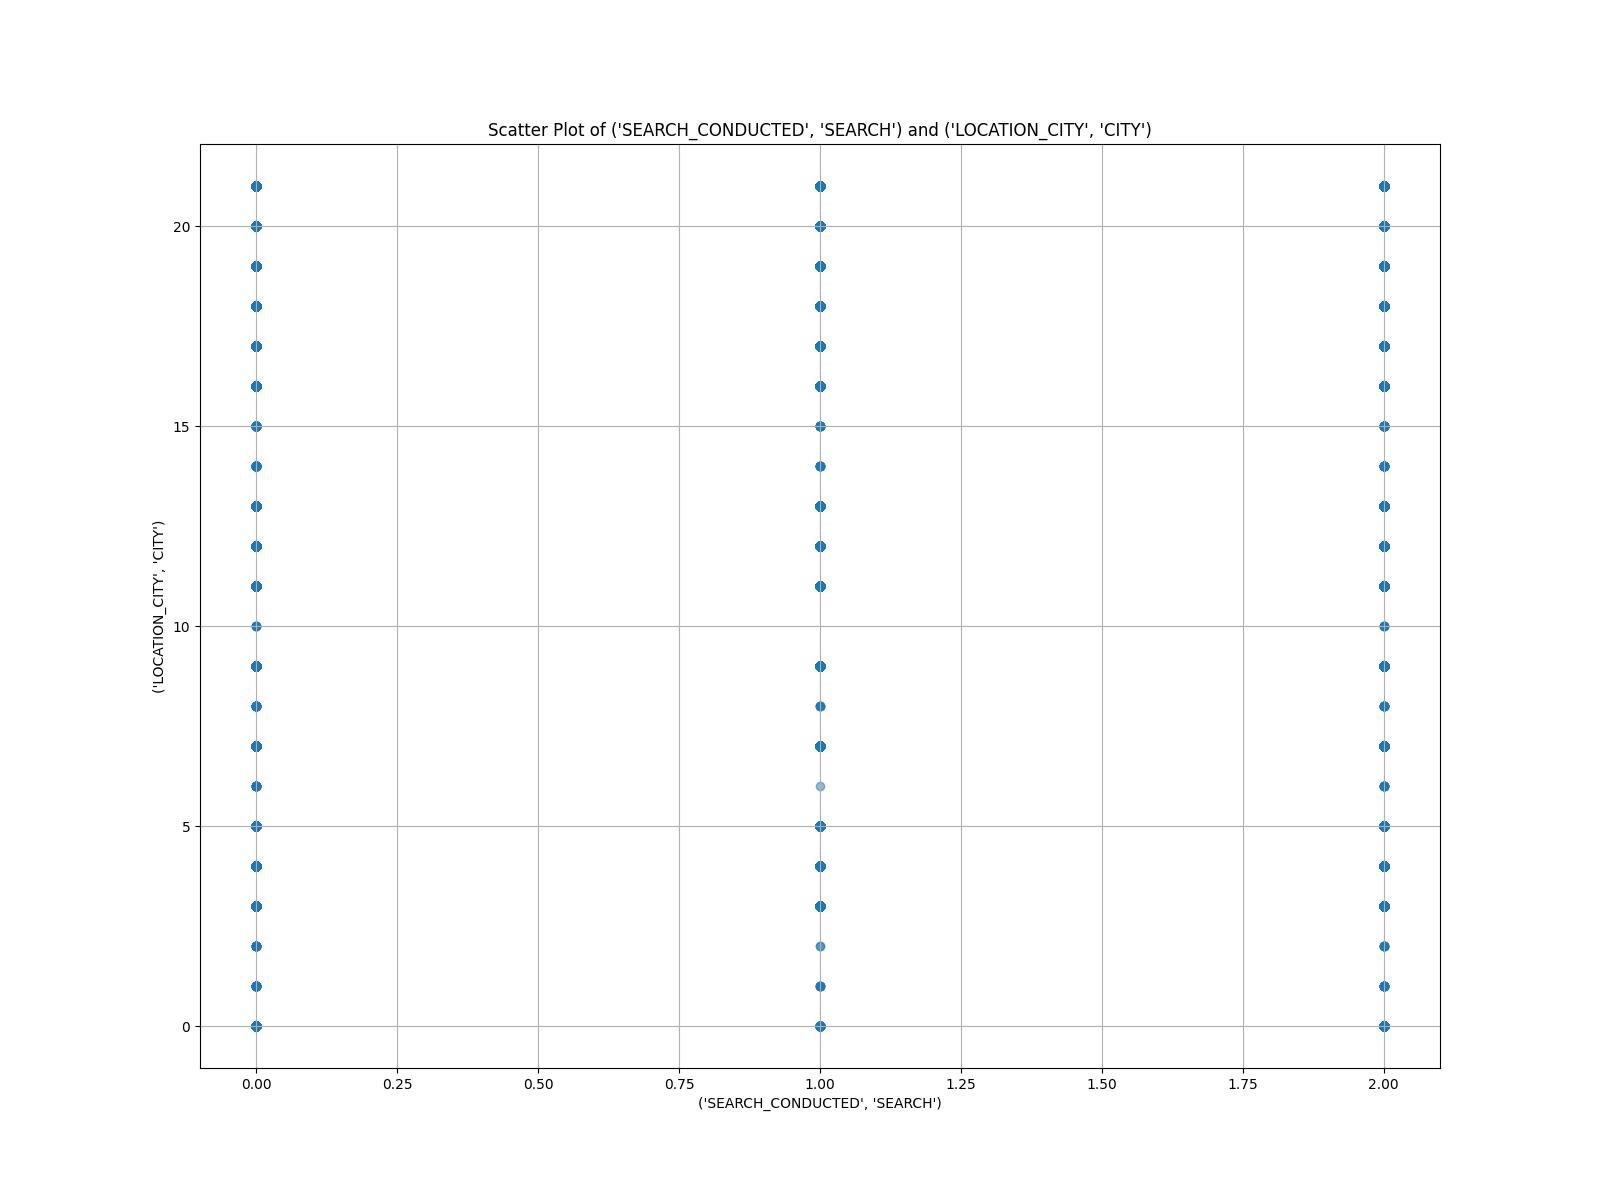 Scatter Plot of ('SEARCH_CONDUCTED', 'SEARCH') and ('LOCATION_CITY', 'CITY')
('LOCATION_CITY', 'CITY')
20
15
10
5
0
0.00 0.25 0.50 0.75 1.00 1.25 1.50 1.75 2.00
('SEARCH_CONDUCTED', 'SEARCH')